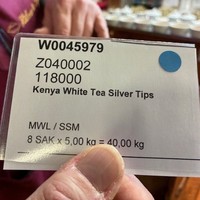 W0045979
Z040002
118000
Kenya White Tea Silver Tips
MWL / SSM
8 SAK x 5,00 kg = 40,00 kg